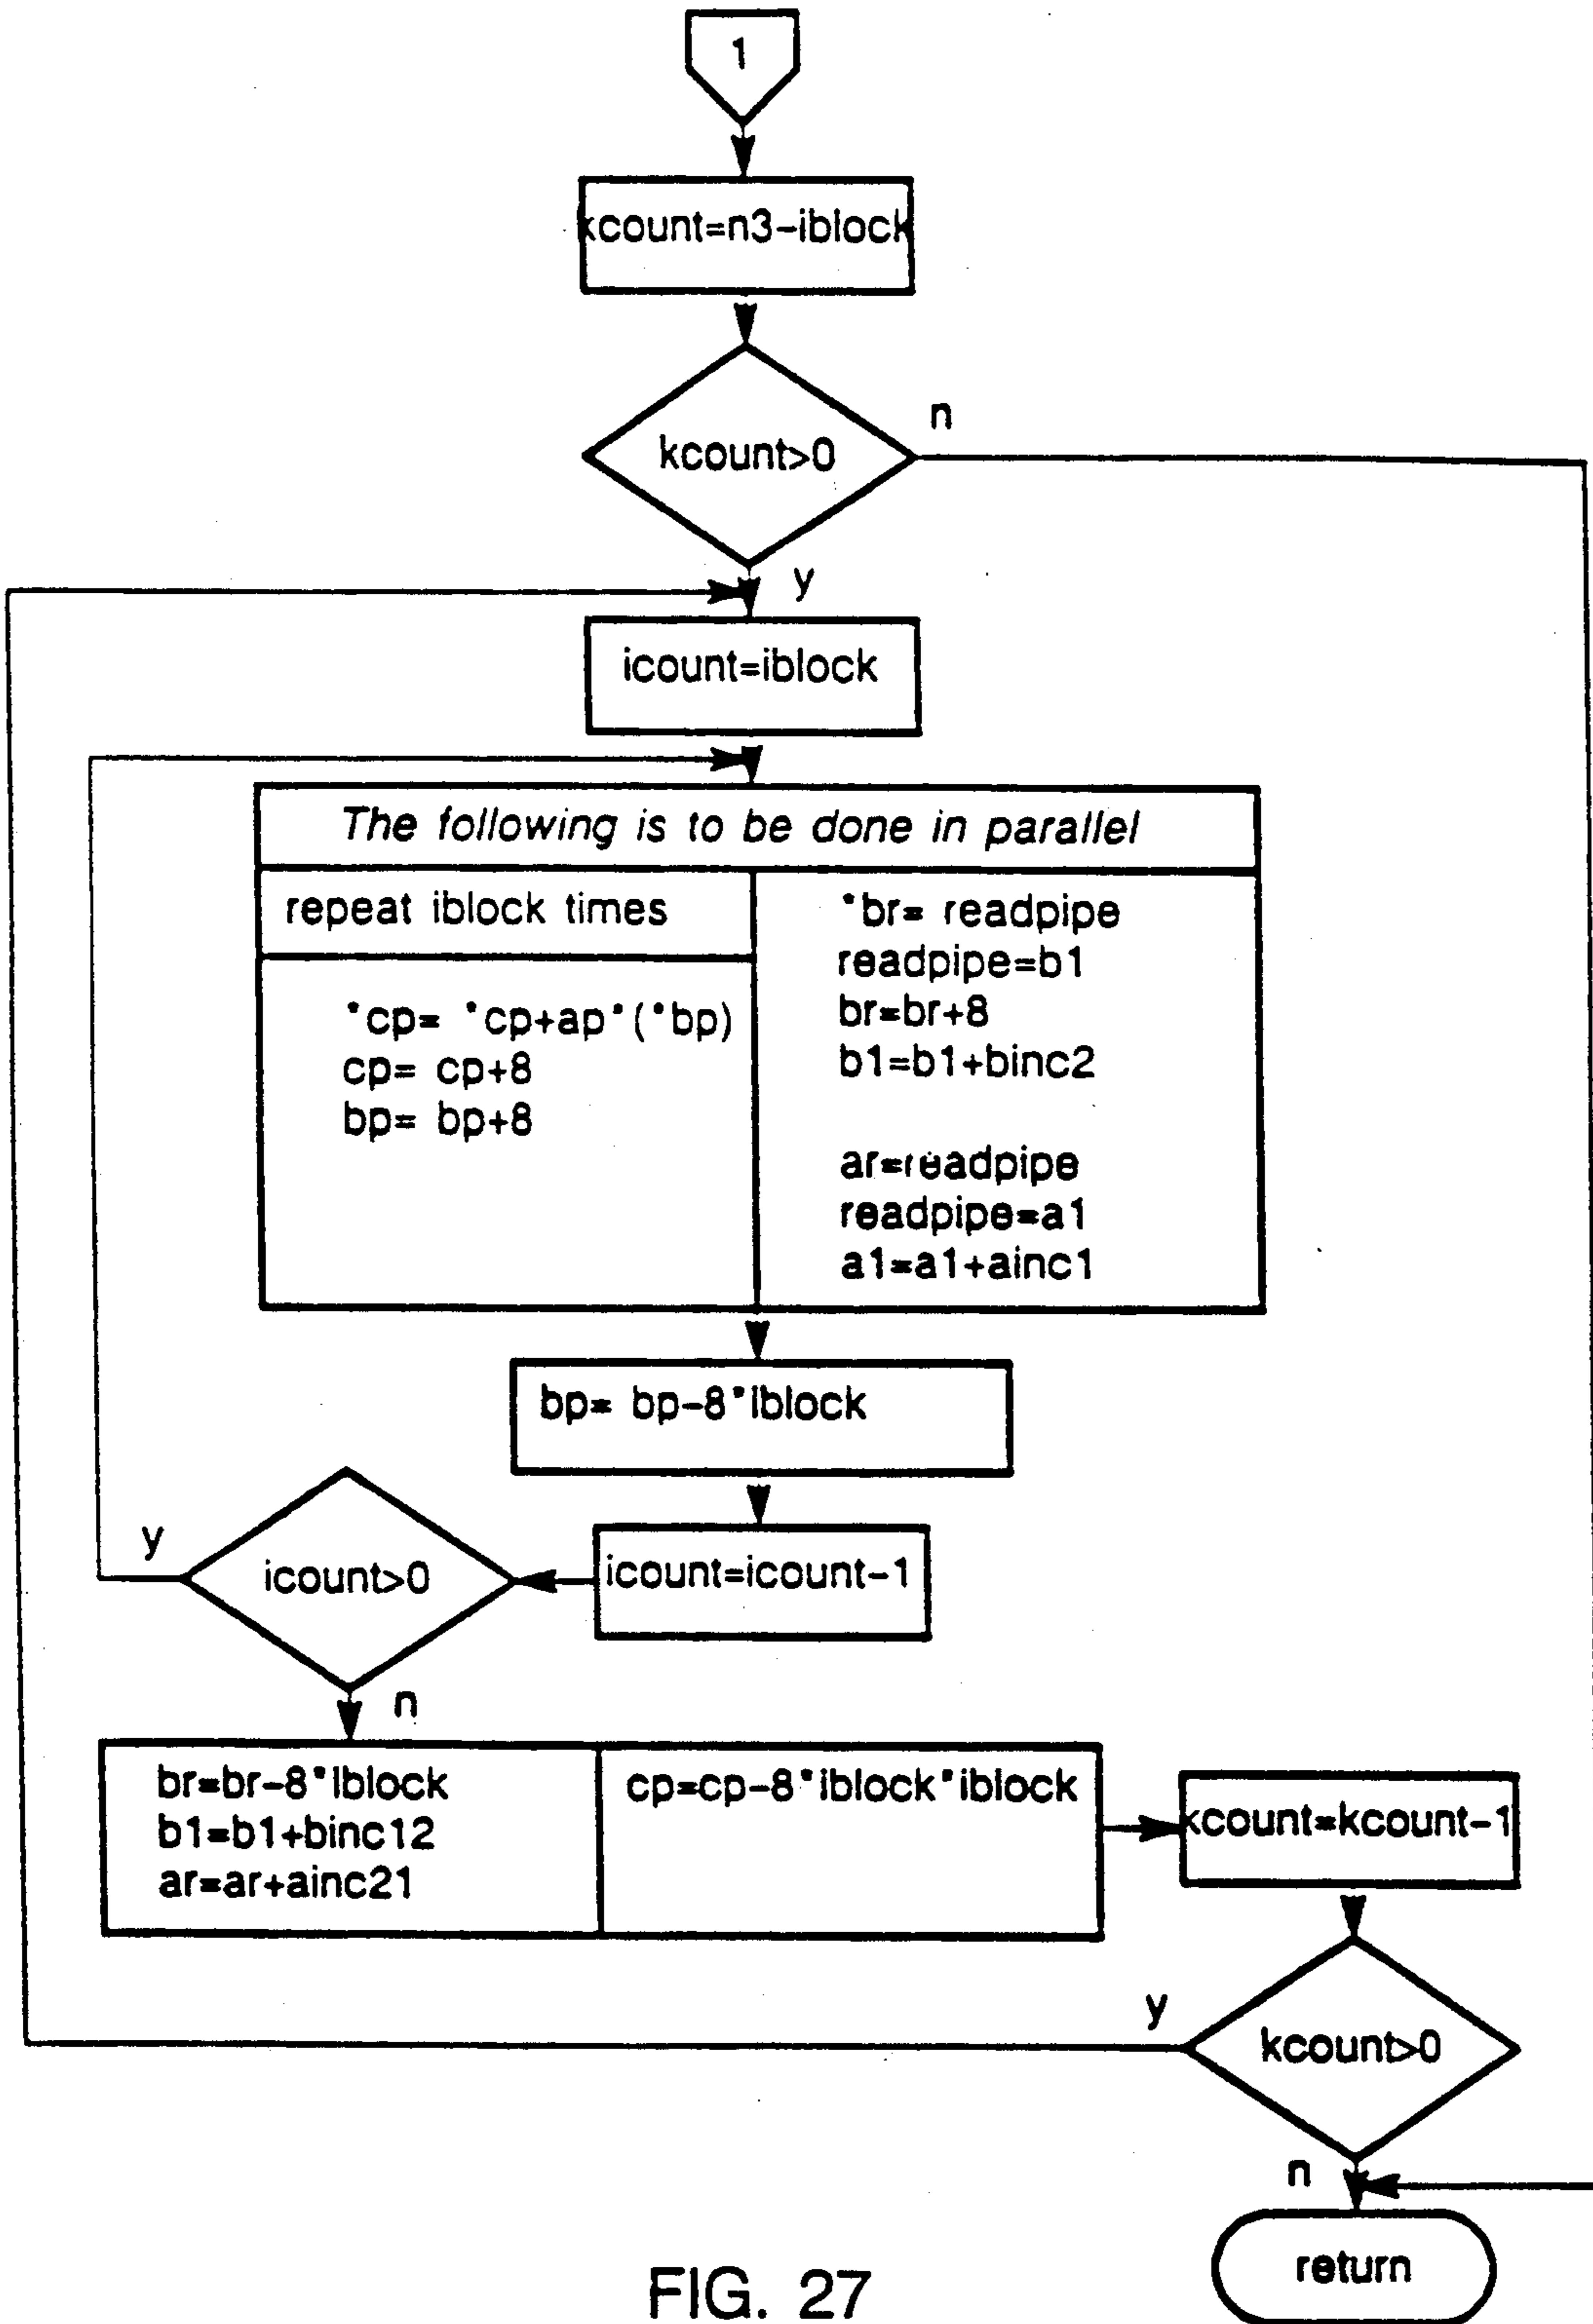 1
kcount=n3-iblock
kcount>0
n
y
icount=iblock
The following is to be done in parallel
repeat iblock times
*cp= *cp+ap*(*bp)
cp= cp+8
bp= bp+8
*br= readpipe
readpipe=b1
br=br+8
b1=b1+binc2
ar=readpipe
readpipe=a1
a1=a1+ainc1
bp= bp-8*iblock
icount=icount-1
icount>0
y
n
br=br-8*iblock
b1=b1+binc12
ar=ar+ainc21
cp=cp-8*iblock*iblock
kcount=kcount-1
kcount>0
y
n
return
FIG. 27